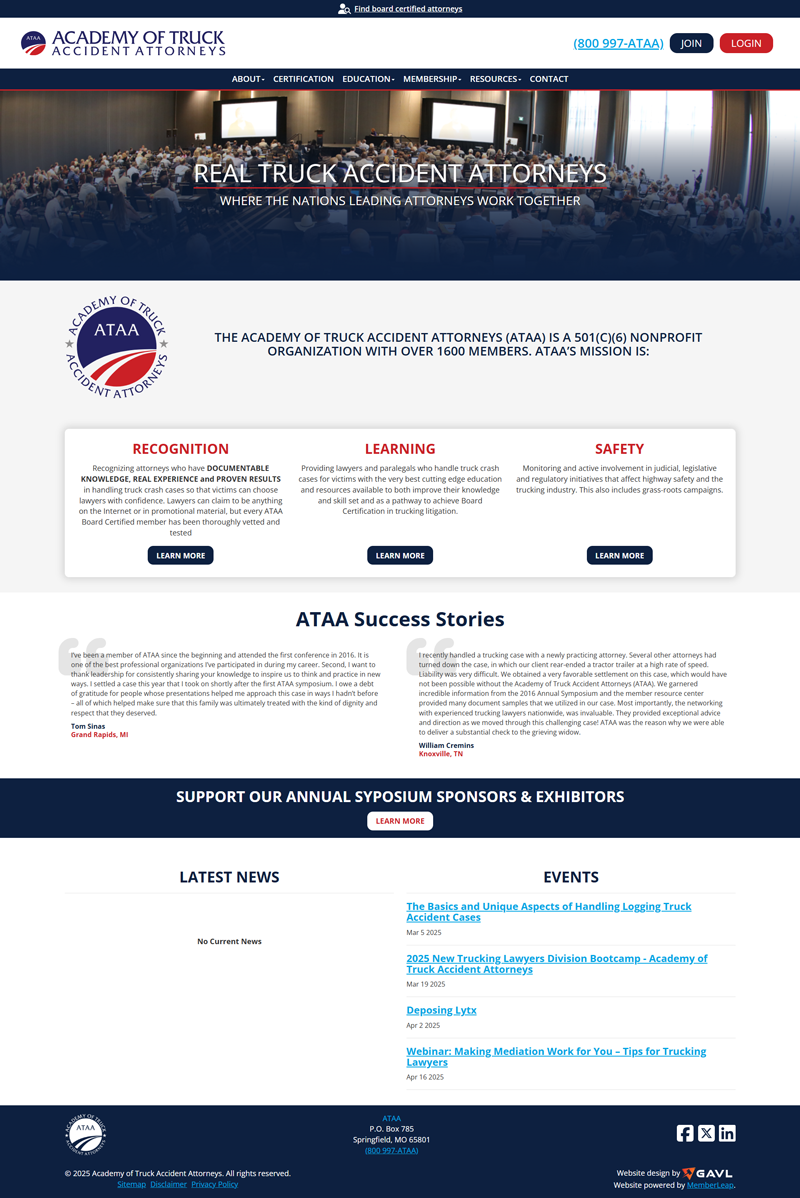 Find board certified attorneys
ATAA
ACADEMY OF TRUCK
ACCIDENT ATTORNEYS
(800 997-ATAA)
JOIN
LOGIN
ABOUT
CERTIFICATION
EDUCATION
MEMBERSHIP
RESOURCES
CONTACT
REAL TRUCK ACCIDENT ATTORNEYS
WHERE THE NATIONS LEADING ATTORNEYS WORK TOGETHER
ACADEMY OF TRUCK
ATAA
ACCIDENT ATTORNEYS
THE ACADEMY OF TRUCK ACCIDENT ATTORNEYS (ATAA) IS A 501(C)(6) NONPROFIT
ORGANIZATION WITH OVER 1600 MEMBERS. ATAA'S MISSION IS:
RECOGNITION
Recognizing attorneys who have DOCUMENTABLE
KNOWLEDGE, REAL EXPERIENCE and PROVEN RESULTS
in handling truck crash cases so that victims can choose
lawyers with confidence. Lawyers can claim to be anything
on the Internet or in promotional material, but every ATAA
Board Certified member has been thoroughly vetted and
tested
LEARN MORE
LEARNING
Providing lawyers and paralegals who handle truck crash
cases for victims with the very best cutting edge education
and resources available to both improve their knowledge
and skill set and as a pathway to achieve Board
Certification in trucking litigation.
LEARN MORE
SAFETY
Monitoring and active involvement in judicial, legislative
and regulatory initiatives that affect highway safety and the
trucking industry. This also includes grass-roots campaigns.
LEARN MORE
ATAA Success Stories
I've been a member of ATAA since the beginning and attended the first conference in 2016. It is
one of the best professional organizations I've participated in during my career. Second, I want to
thank leadership for consistently sharing your knowledge to inspire us to think and practice in new
ways. I settled a case this year that I took on shortly after the first ATAA symposium. I owe a debt
of gratitude for people whose presentations helped me approach this case in ways I hadn't before
– all of which helped make sure that this family was ultimately treated with the kind of dignity and
respect that they deserved.
Tom Sinas
Grand Rapids, MI
I recently handled a trucking case with a newly practicing attorney. Several other attorneys had
turned down the case, in which our client rear-ended a tractor trailer at a high rate of speed.
Liability was very difficult. We obtained a very favorable settlement on this case, which would have
not been possible without the Academy of Truck Accident Attorneys (ATAA). We garnered
incredible information from the 2016 Annual Symposium and the member resource center
provided many document samples that we utilized in our case. Most importantly, the networking
with experienced trucking lawyers nationwide, was invaluable. They provided exceptional advice
and direction as we moved through this challenging case! ATAA was the reason why we were able
to deliver a substantial check to the grieving widow.
William Cremins
Knoxville, TN
SUPPORT OUR ANNUAL SYPOSIUM SPONSORS & EXHIBITORS
LEARN MORE
LATEST NEWS
No Current News
EVENTS
The Basics and Unique Aspects of Handling Logging Truck
Accident Cases
Mar 5 2025
2025 New Trucking Lawyers Division Bootcamp - Academy of
Truck Accident Attorneys
Mar 19 2025
Deposing Lytx
Apr 2 2025
Webinar: Making Mediation Work for You – Tips for Trucking
Lawyers
Apr 16 2025
ACADEMY OF TRUCK
ATAA
ACCIDENT ATTORNEYS
ATAA
P.O. Box 785
Springfield, MO 65801
(800 997-ATAA)
© 2025 Academy of Truck Accident Attorneys. All rights reserved.
Sitemap Disclaimer Privacy Policy
Website design by GAVL
Website powered by MemberLeap.